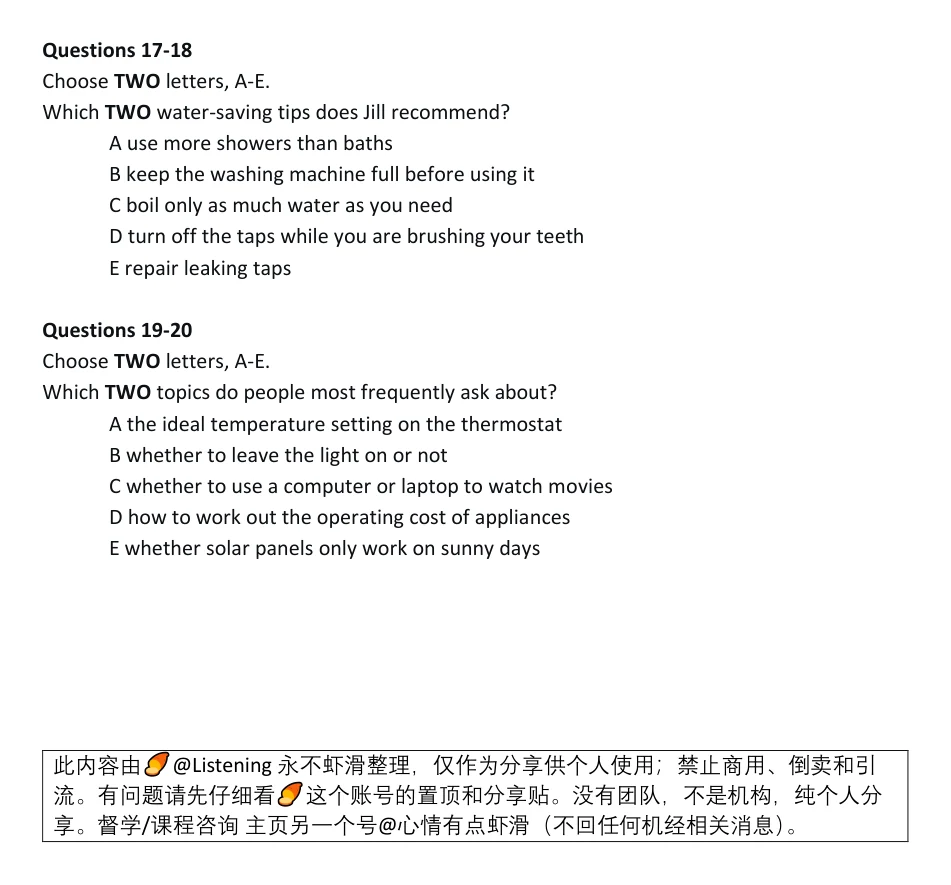 Questions 17-18
Choose TWO letters, A-E.
Which TWO water-saving tips does Jill recommend?
A use more showers than baths
B keep the washing machine full before using it
C boil only as much water as you need
D turn off the taps while you are brushing your teeth
E repair leaking taps
Questions 19-20
Choose TWO letters, A-E.
Which TWO topics do people most frequently ask about?
A the ideal temperature setting on the thermostat
B whether to leave the light on or not
C whether to use a computer or laptop to watch movies
D how to work out the operating cost of appliances
E whether solar panels only work on sunny days
此内容由🍠@Listening 永不虾滑整理，仅作为分享供个人使用；禁止商用、倒卖和引
流。有问题请先仔细看🍠这个账号的置顶和分享贴。没有团队，不是机构，纯个人分
享。督学/课程咨询 主页另一个号@心情有点虾滑（不回任何机经相关消息）。